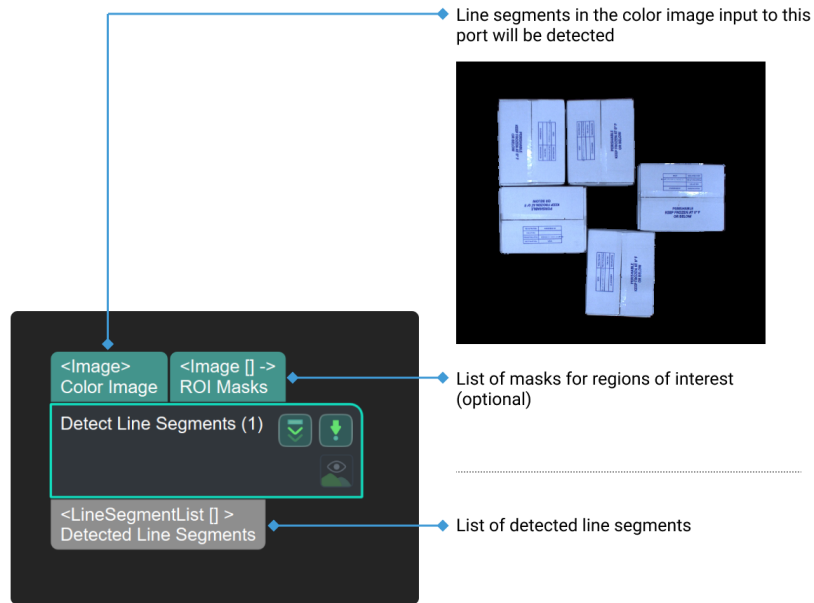 Line segments in the color image input to this
port will be detected
<Image>
Color Image
<Image [] ->
ROI Masks
List of masks for regions of interest
(optional)
Detect Line Segments (1)
<LineSegmentList [] >
Detected Line Segments
List of detected line segments